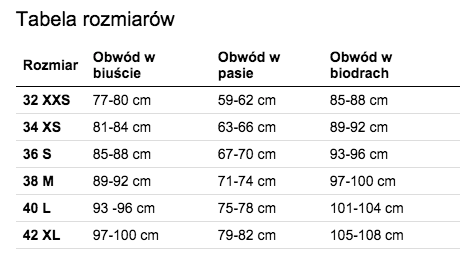 Tabela rozmiarów
Rozmiar Obwód w biuście Obwód w pasie Obwód w biodrach
32 XXS 77-80 cm 59-62 cm 85-88 cm
34 XS 81-84 cm 63-66 cm 89-92 cm
36 S 85-88 cm 67-70 cm 93-96 cm
38 M 89-92 cm 71-74 cm 97-100 cm
40 L 93 -96 cm 75-78 cm 101-104 cm
42 XL 97-100 cm 79-82 cm 105-108 cm